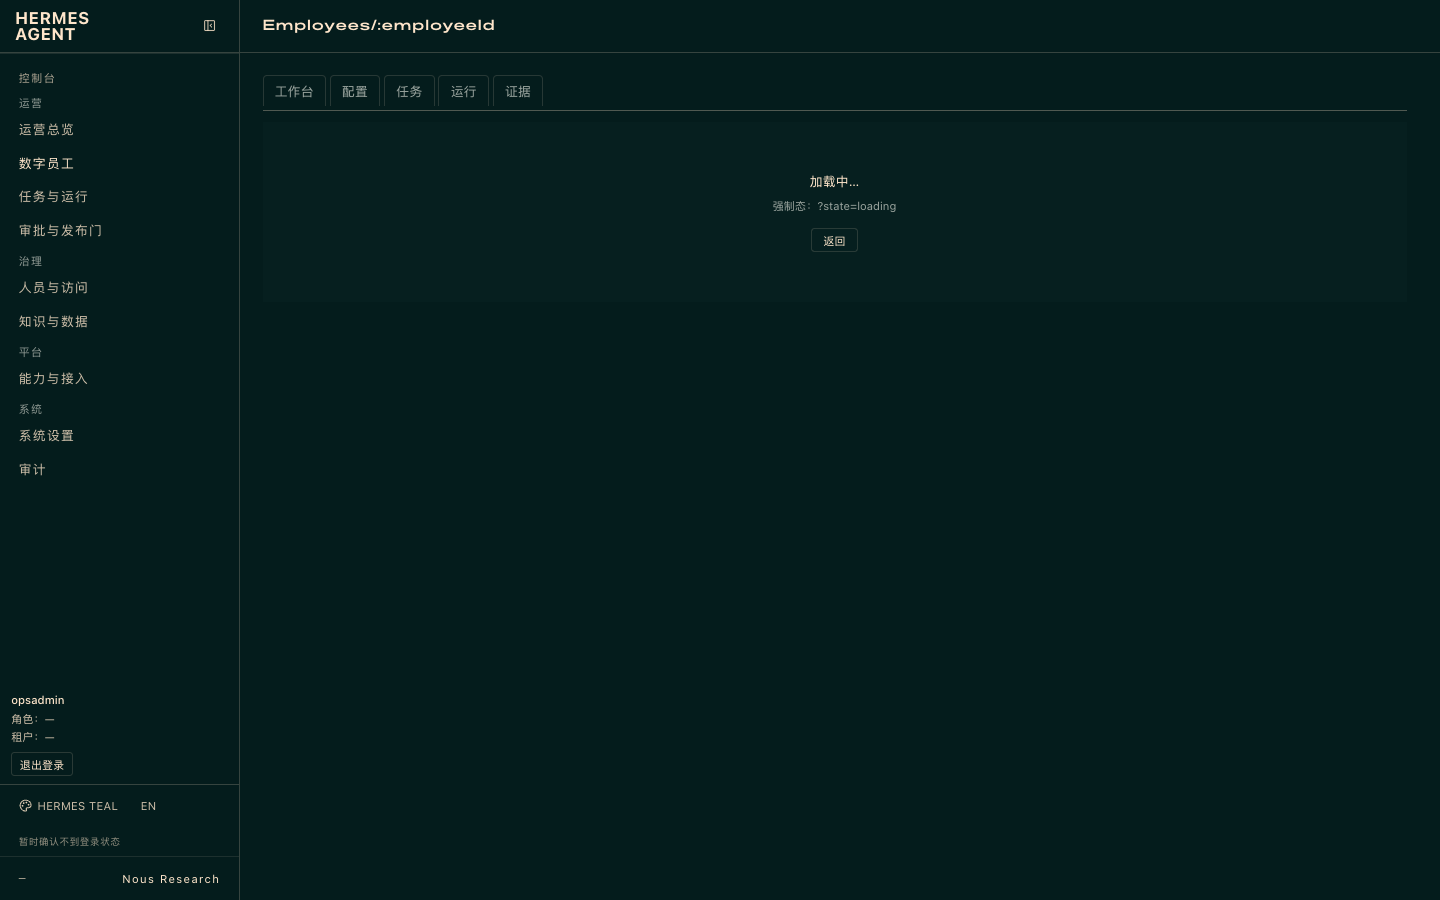 HERMES
AGENT
Employees/:employeeId
控制台
运营
运营总览
数字员工
任务与运行
审批与发布门
治理
人员与访问
知识与数据
平台
能力与接入
系统
系统设置
审计
工作台 配置 任务 运行 证据
加载中...
强制态：?state=loading
返回
opsadmin
角色：—
租户：—
退出登录
HERMES TEAL EN
暂时确认不到登录状态
— Nous Research